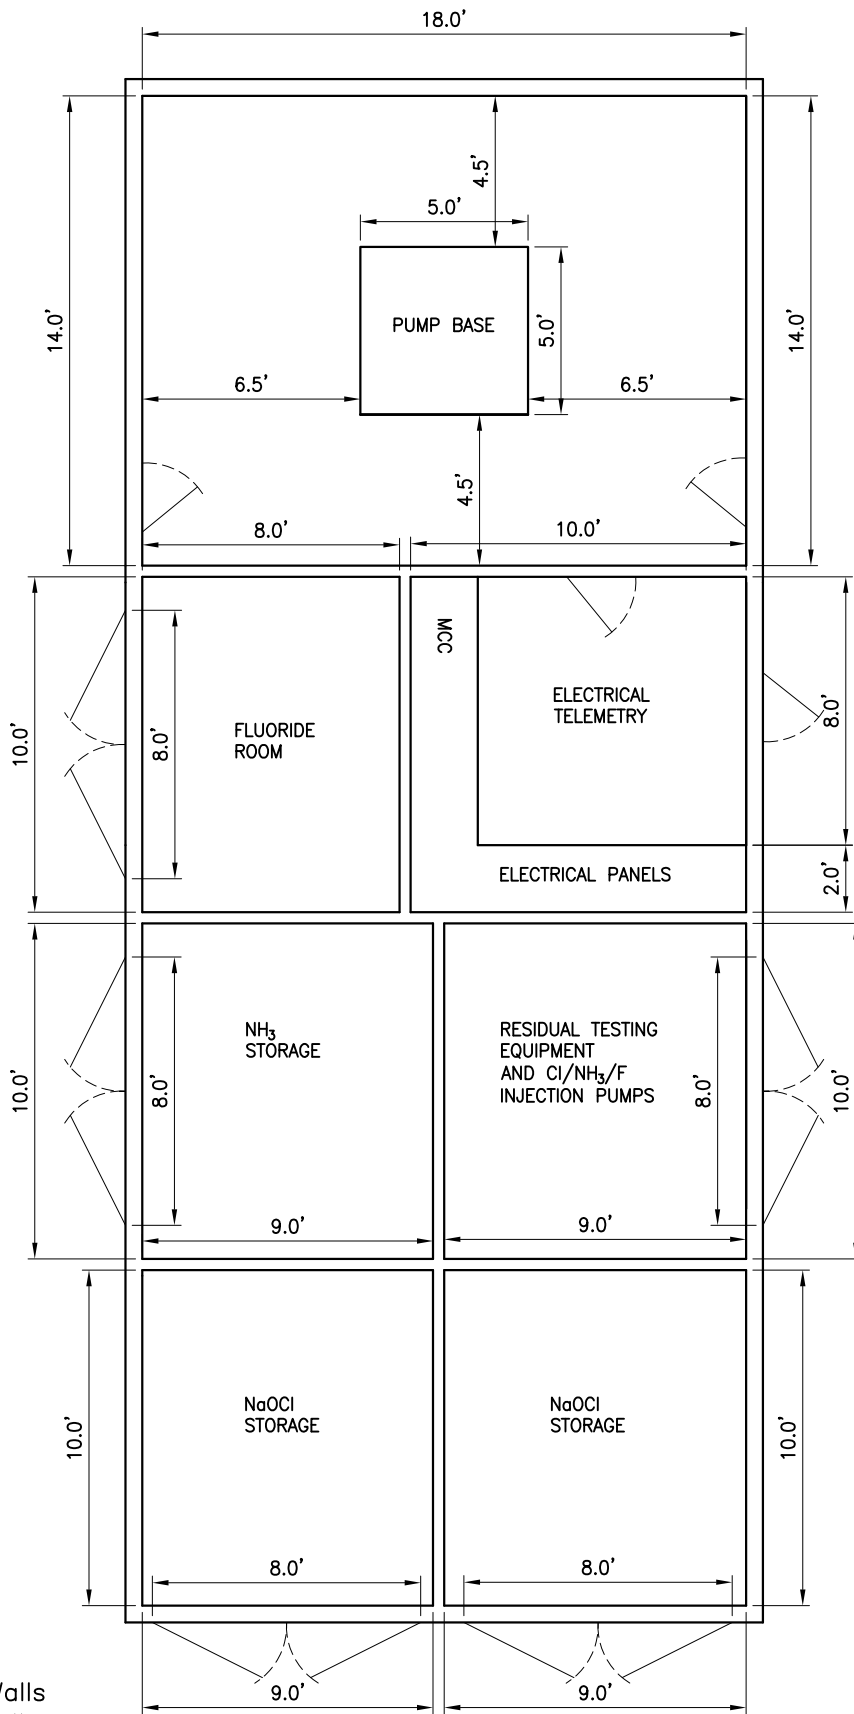 18.0'
4.5'
5.0'
14.0'
PUMP BASE
5.0'
14.0'
6.5'
6.5'
4.5'
8.0'
10.0'
MCC
ELECTRICAL
TELEMETRY
8.0'
10.0'
8.0'
FLUORIDE
ROOM
ELECTRICAL PANELS
2.0'
NH3
STORAGE
RESIDUAL TESTING
EQUIPMENT
AND Cl/NH3/F
INJECTION PUMPS
10.0'
8.0'
8.0'
10.0'
9.0'
9.0'
NaOCl
STORAGE
NaOCl
STORAGE
10.0'
10.0'
8.0'
8.0'
9.0'
9.0'